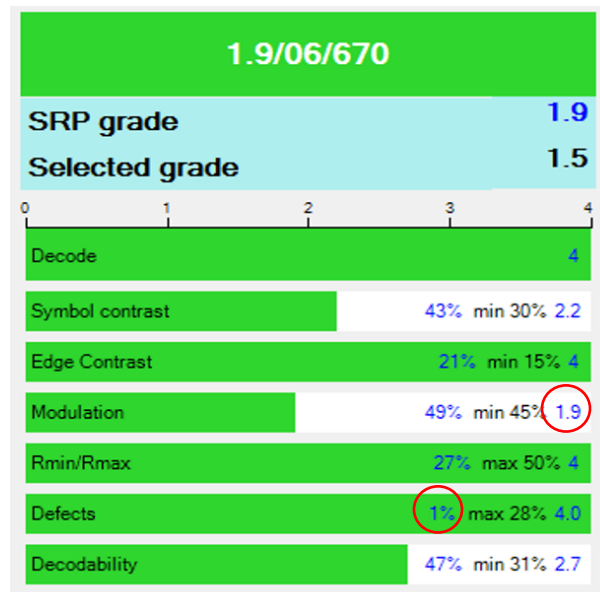 1.9/06/670
SRP grade 1.9
Selected grade 1.5
0 1 2 3 4
Decode 4
Symbol contrast 43% min 30% 2.2
Edge Contrast 21% min 15% 4
Modulation 49% min 45% 1.9
Rmin/Rmax 27% max 50% 4
Defects 1% max 28% 4.0
Decodability 47% min 31% 2.7